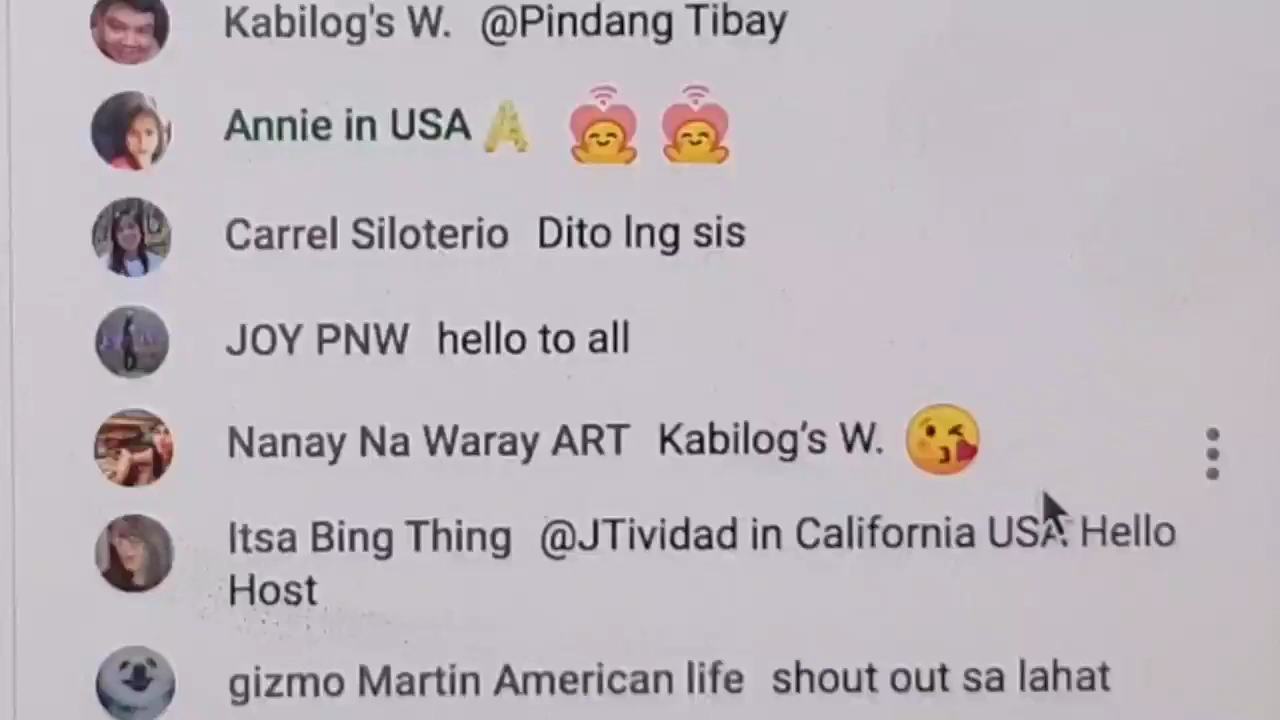 Kabilog's W. @Pindang Tibay
Annie in USA
Carrel Siloterio Dito lng sis
JOY PNW hello to all
Nanay Na Waray ART Kabilog's W. 😘
Itsa Bing Thing @JTividad in California USA Hello
Host
gizmo Martin American life shout out sa lahat